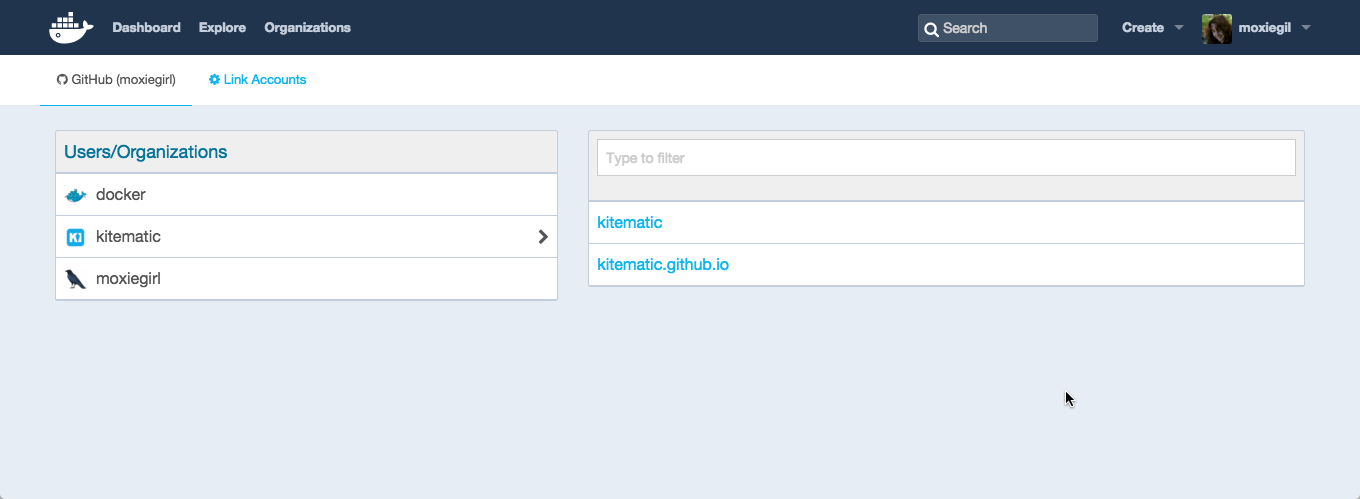 Dashboard Explore Organizations Search Create moxiegil
GitHub (moxiegirl) Link Accounts
Users/Organizations
docker
kitematic
moxiegirl
Type to filter
kitematic
kitematic.github.io